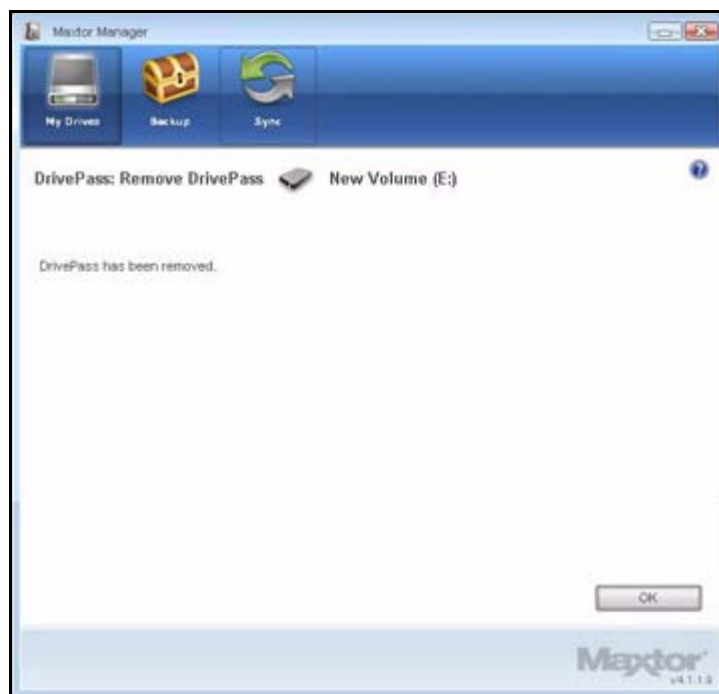 Maxtor Manager
My Drives
Backup
Sync
DrivePass: Remove DrivePass New Volume (E:)
DrivePass has been removed.
OK
Maxtor